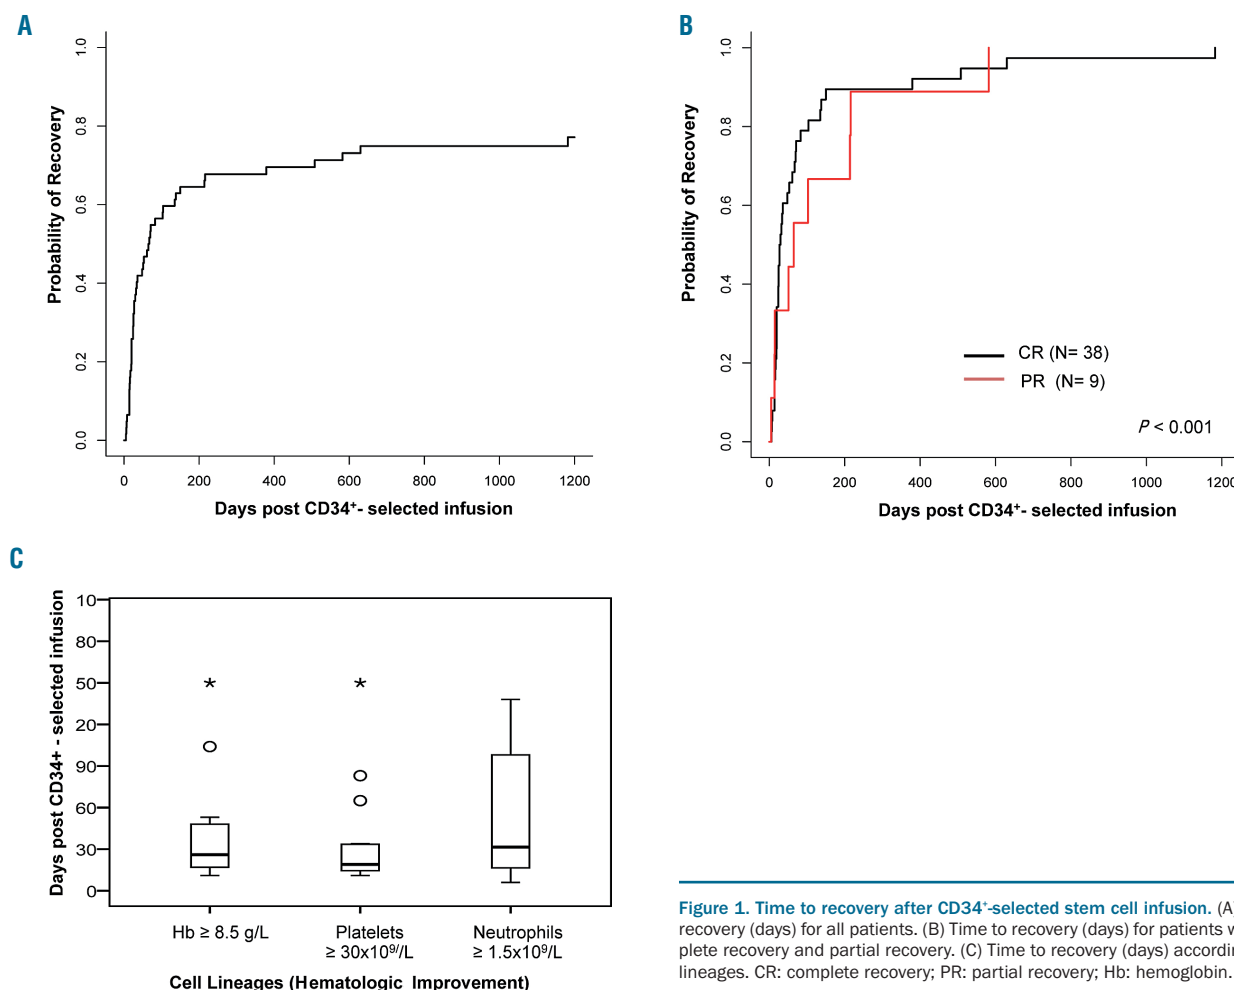 A
Probability of Recovery
1.0
0.8
0.6
0.4
0.2
0.0
0 200 400 600 800 1000 1200
Days post CD34+- selected infusion
B
Probability of Recovery
1.0
0.8
0.6
0.4
0.2
0.0
CR (N= 38)
PR (N= 9)
P < 0.001
0 200 400 600 800 1000 1200
Days post CD34+- selected infusion
C
Days post CD34+ - selected infusion
10
80
50
20
90
60
30
0
* *
Hb ≥ 8.5 g/L Platelets Neutrophils
≥ 30x10⁹/L ≥ 1.5x10⁹/L
Cell Lineages (Hematologic Improvement)
Figure 1. Time to recovery after CD34+-selected stem cell infusion. (A)
recovery (days) for all patients. (B) Time to recovery (days) for patients w
plete recovery and partial recovery. (C) Time to recovery (days) accordin
lineages. CR: complete recovery; PR: partial recovery; Hb: hemoglobin.